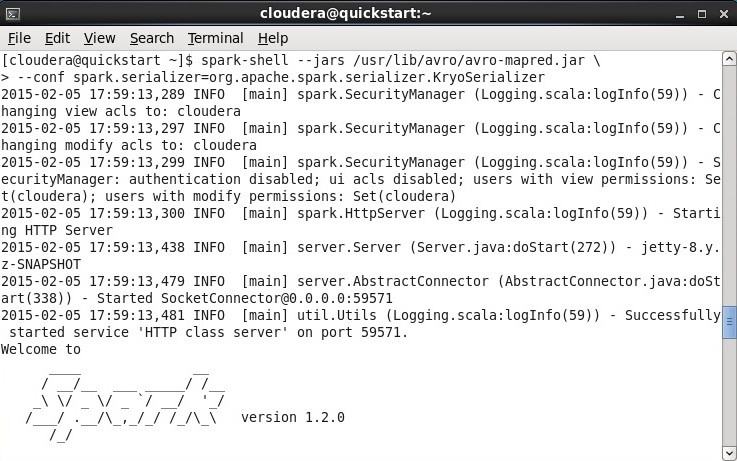 cloudera@quickstart:~
File Edit View Search Terminal Help
[cloudera@quickstart ~]$ spark-shell --jars /usr/lib/avro/avro-mapred.jar \
> --conf spark.serializer=org.apache.spark.serializer.KryoSerializer
2015-02-05 17:59:13,289 INFO  [main] spark.SecurityManager (Logging.scala:logInfo(59)) - C
hanging view acls to: cloudera
2015-02-05 17:59:13,297 INFO  [main] spark.SecurityManager (Logging.scala:logInfo(59)) - C
hanging modify acls to: cloudera
2015-02-05 17:59:13,299 INFO  [main] spark.SecurityManager (Logging.scala:logInfo(59)) - S
ecurityManager: authentication disabled; ui acls disabled; users with view permissions: Se
t(cloudera); users with modify permissions: Set(cloudera)
2015-02-05 17:59:13,300 INFO  [main] spark.HttpServer (Logging.scala:logInfo(59)) - Starti
ng HTTP Server
2015-02-05 17:59:13,438 INFO  [main] server.Server (Server.java:doStart(272)) - jetty-8.y.
z-SNAPSHOT
2015-02-05 17:59:13,479 INFO  [main] server.AbstractConnector (AbstractConnector.java:doSt
art(338)) - Started SocketConnector@0.0.0.0:59571
2015-02-05 17:59:13,481 INFO  [main] util.Utils (Logging.scala:logInfo(59)) - Successfully
 started service 'HTTP class server' on port 59571.
Welcome to
      ____              __
     / __/__  ___ _____/ /__
    _\ \/ _ \/ _ `/ __/  '_/
   /___/ .__/\_,_/_/ /_/\_\   version 1.2.0
      /_/